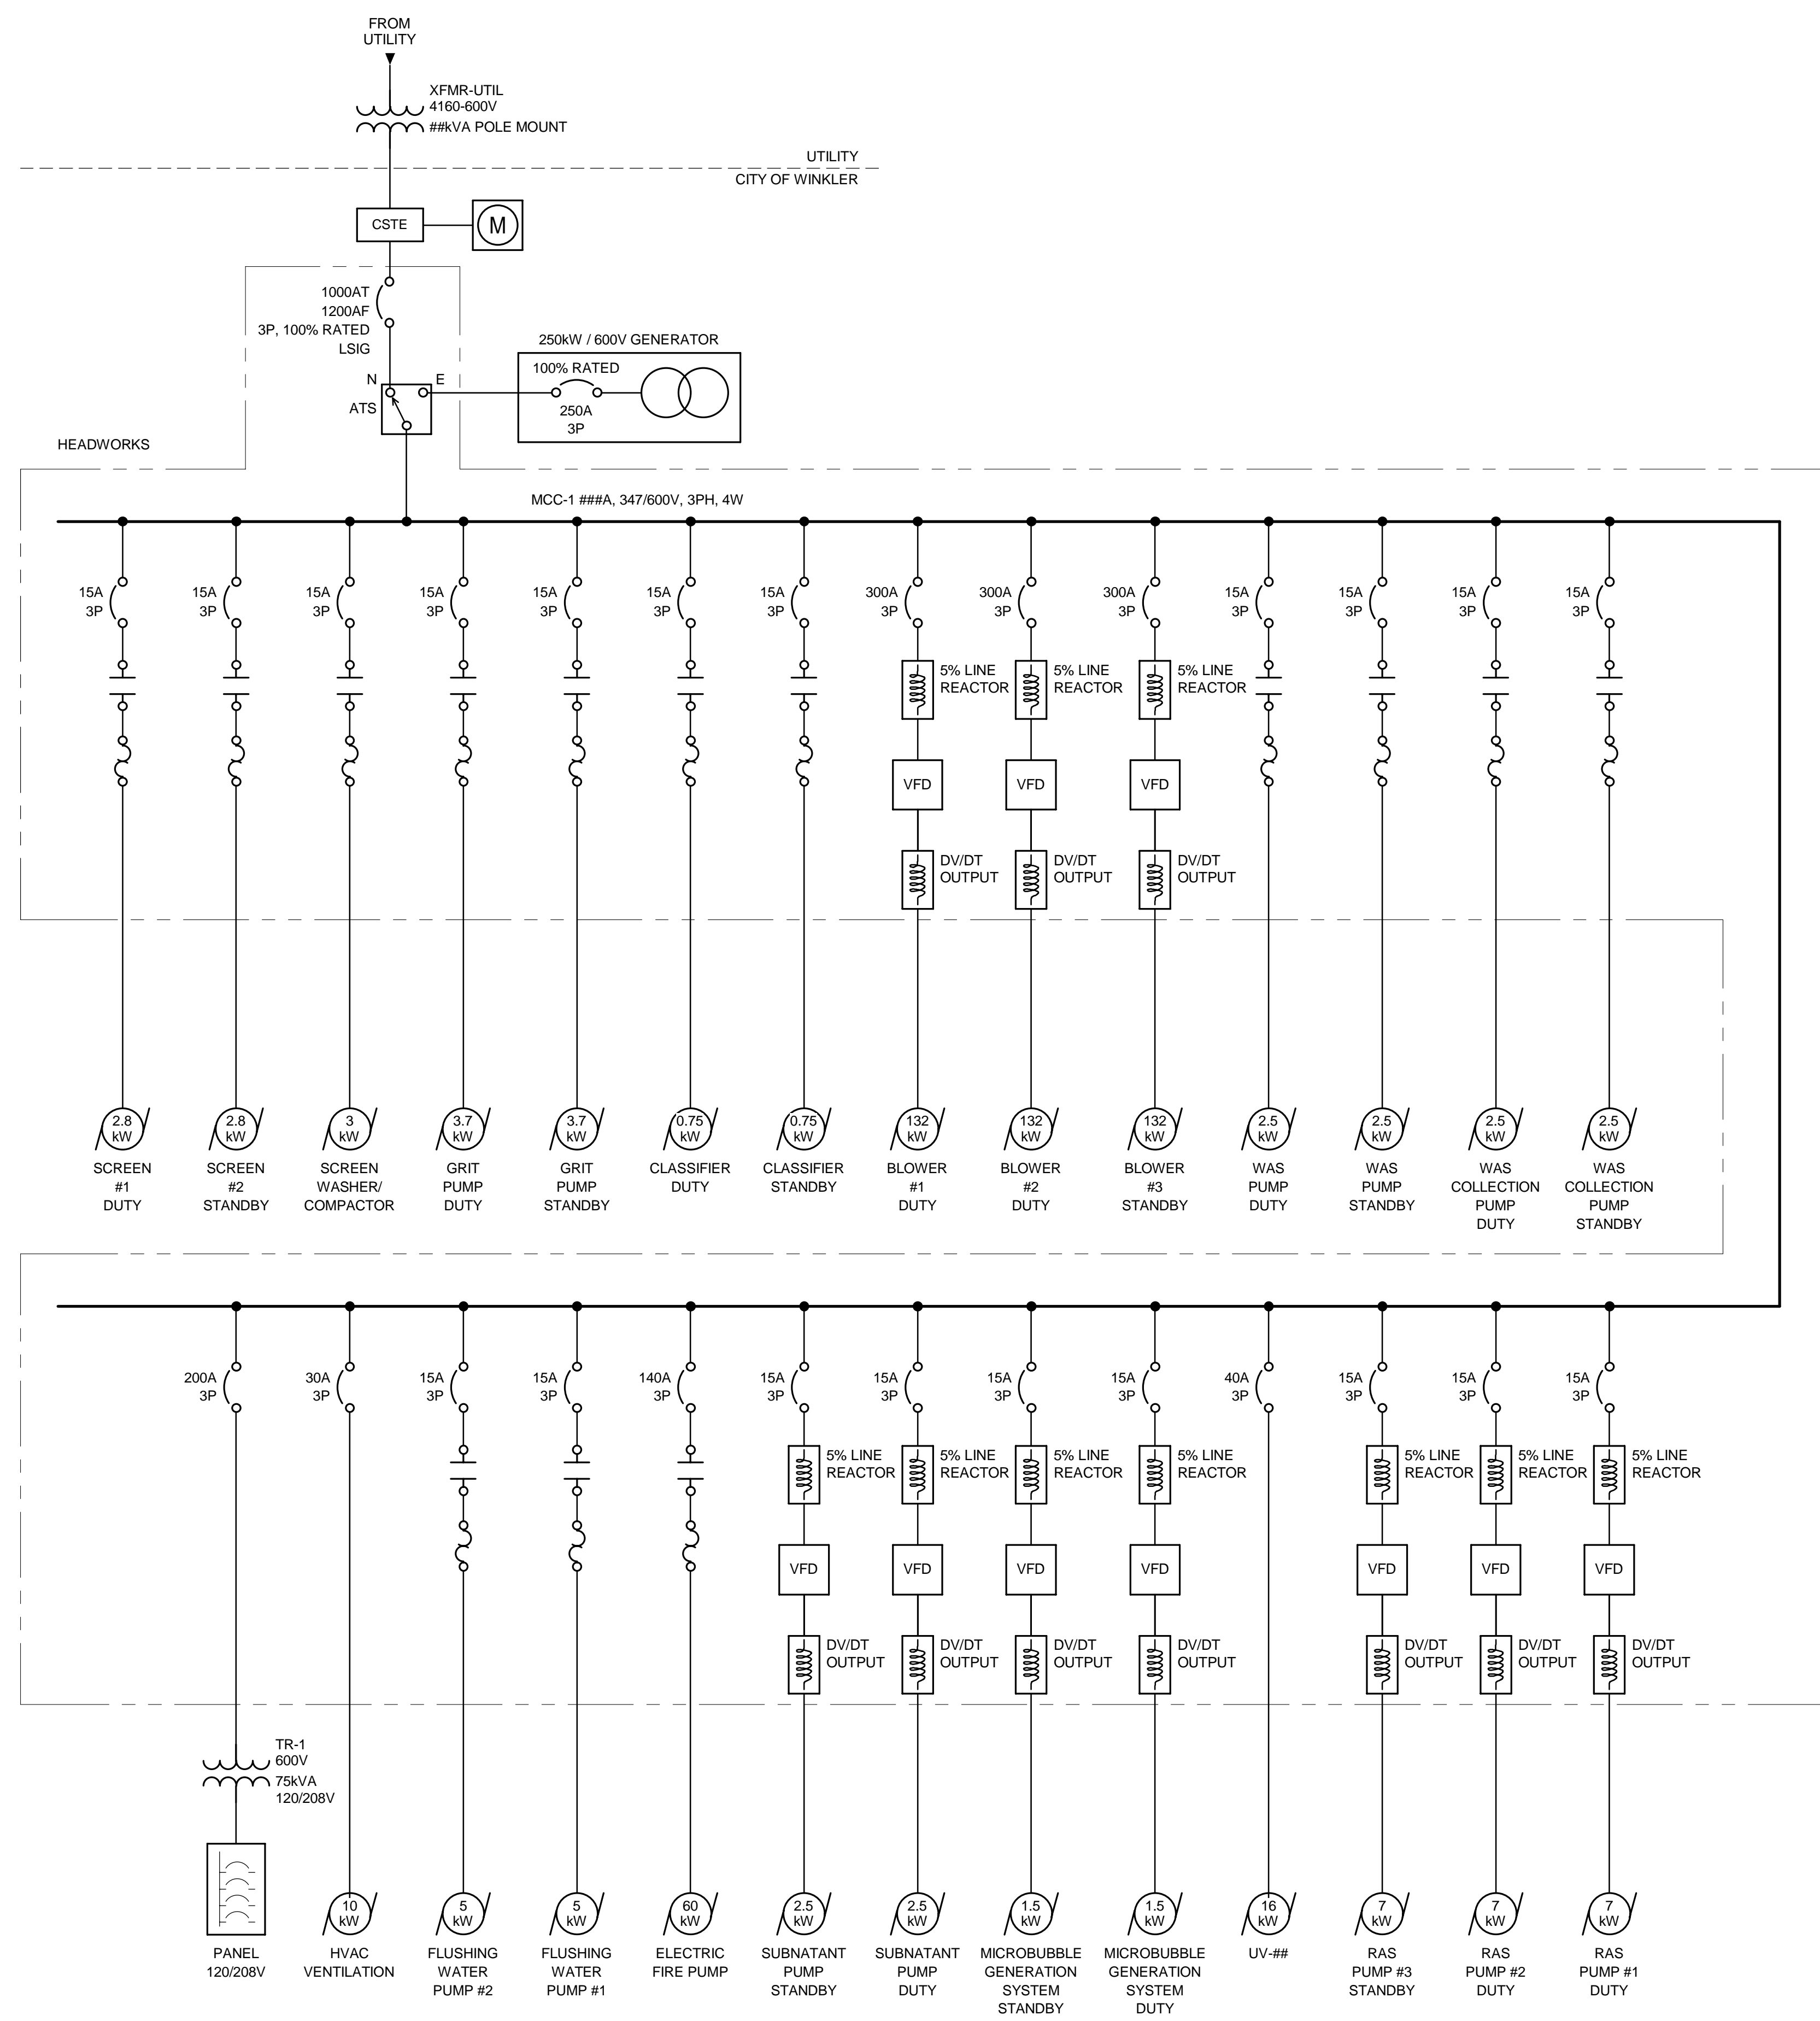 FROM
UTILITY
XFMR-UTIL
4160-600V
##kVA POLE MOUNT
UTILITY
CITY OF WINKLER
CSTE
M
1000AT
1200AF
3P, 100% RATED
LSIG
250kW / 600V GENERATOR
100% RATED
250A
3P
N
E
ATS
HEADWORKS
MCC-1 ###A, 347/600V, 3PH, 4W
15A
3P
15A
3P
15A
3P
15A
3P
15A
3P
15A
3P
15A
3P
300A
3P
300A
3P
300A
3P
15A
3P
15A
3P
15A
3P
15A
3P
5% LINE
REACTOR
5% LINE
REACTOR
5% LINE
REACTOR
VFD
VFD
VFD
DV/DT
OUTPUT
DV/DT
OUTPUT
DV/DT
OUTPUT
2.8
kW
SCREEN
#1
DUTY
2.8
kW
SCREEN
#2
STANDBY
3
kW
SCREEN
WASHER/
COMPACTOR
3.7
kW
GRIT
PUMP
DUTY
3.7
kW
GRIT
PUMP
STANDBY
0.75
kW
CLASSIFIER
DUTY
0.75
kW
CLASSIFIER
STANDBY
132
kW
BLOWER
#1
DUTY
132
kW
BLOWER
#2
DUTY
132
kW
BLOWER
#3
STANDBY
2.5
kW
WAS
PUMP
DUTY
2.5
kW
WAS
PUMP
STANDBY
2.5
kW
WAS
COLLECTION
PUMP
DUTY
2.5
kW
WAS
COLLECTION
PUMP
STANDBY
200A
3P
30A
3P
15A
3P
15A
3P
140A
3P
15A
3P
15A
3P
15A
3P
15A
3P
40A
3P
15A
3P
15A
3P
15A
3P
5% LINE
REACTOR
5% LINE
REACTOR
5% LINE
REACTOR
5% LINE
REACTOR
5% LINE
REACTOR
5% LINE
REACTOR
5% LINE
REACTOR
VFD
VFD
VFD
VFD
VFD
VFD
VFD
DV/DT
OUTPUT
DV/DT
OUTPUT
DV/DT
OUTPUT
DV/DT
OUTPUT
DV/DT
OUTPUT
DV/DT
OUTPUT
DV/DT
OUTPUT
TR-1
600V
75kVA
120/208V
PANEL
120/208V
10
kW
HVAC
VENTILATION
5
kW
FLUSHING
WATER
PUMP #2
5
kW
FLUSHING
WATER
PUMP #1
60
kW
ELECTRIC
FIRE PUMP
2.5
kW
SUBNATANT
PUMP
STANDBY
2.5
kW
SUBNATANT
PUMP
DUTY
1.5
kW
MICROBUBBLE
GENERATION
SYSTEM
STANDBY
1.5
kW
MICROBUBBLE
GENERATION
SYSTEM
DUTY
16
kW
UV-##
7
kW
RAS
PUMP #3
STANDBY
7
kW
RAS
PUMP #2
DUTY
7
kW
RAS
PUMP #1
DUTY